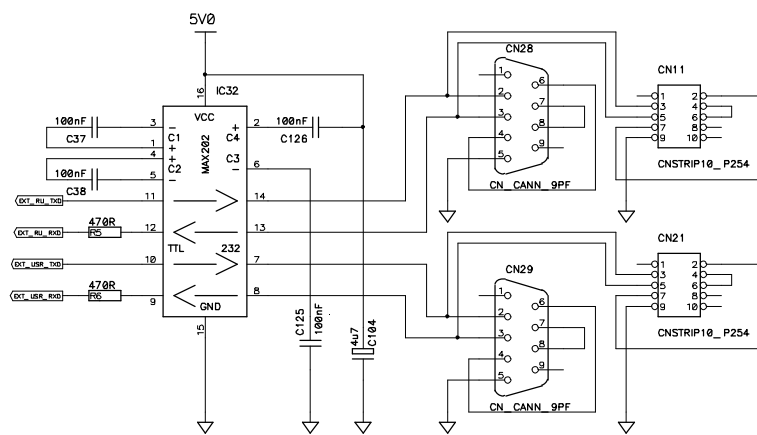 5V0
CN28
CN11
IC32
16
VCC
100nF
C37
3
1
4
C1
MAX202
C4
C3
2
100nF
C126
6
100nF
C38
5
C2
EXT_RU_TXD
11
14
EXT_RU_RXD
470R
R5
12
13
TTL
232
EXT_USR_TXD
10
7
EXT_USR_RXD
470R
R6
9
8
GND
15
C125
100nF
4u7
C104
1
2
3
4
5
6
7
8
9
CN_CANN_9PF
1
2
3
4
5
6
7
8
9
10
CNSTRIP10_P254
CN29
1
2
3
4
5
6
7
8
9
CN_CANN_9PF
CN21
1
2
3
4
5
6
7
8
9
10
CNSTRIP10_P254